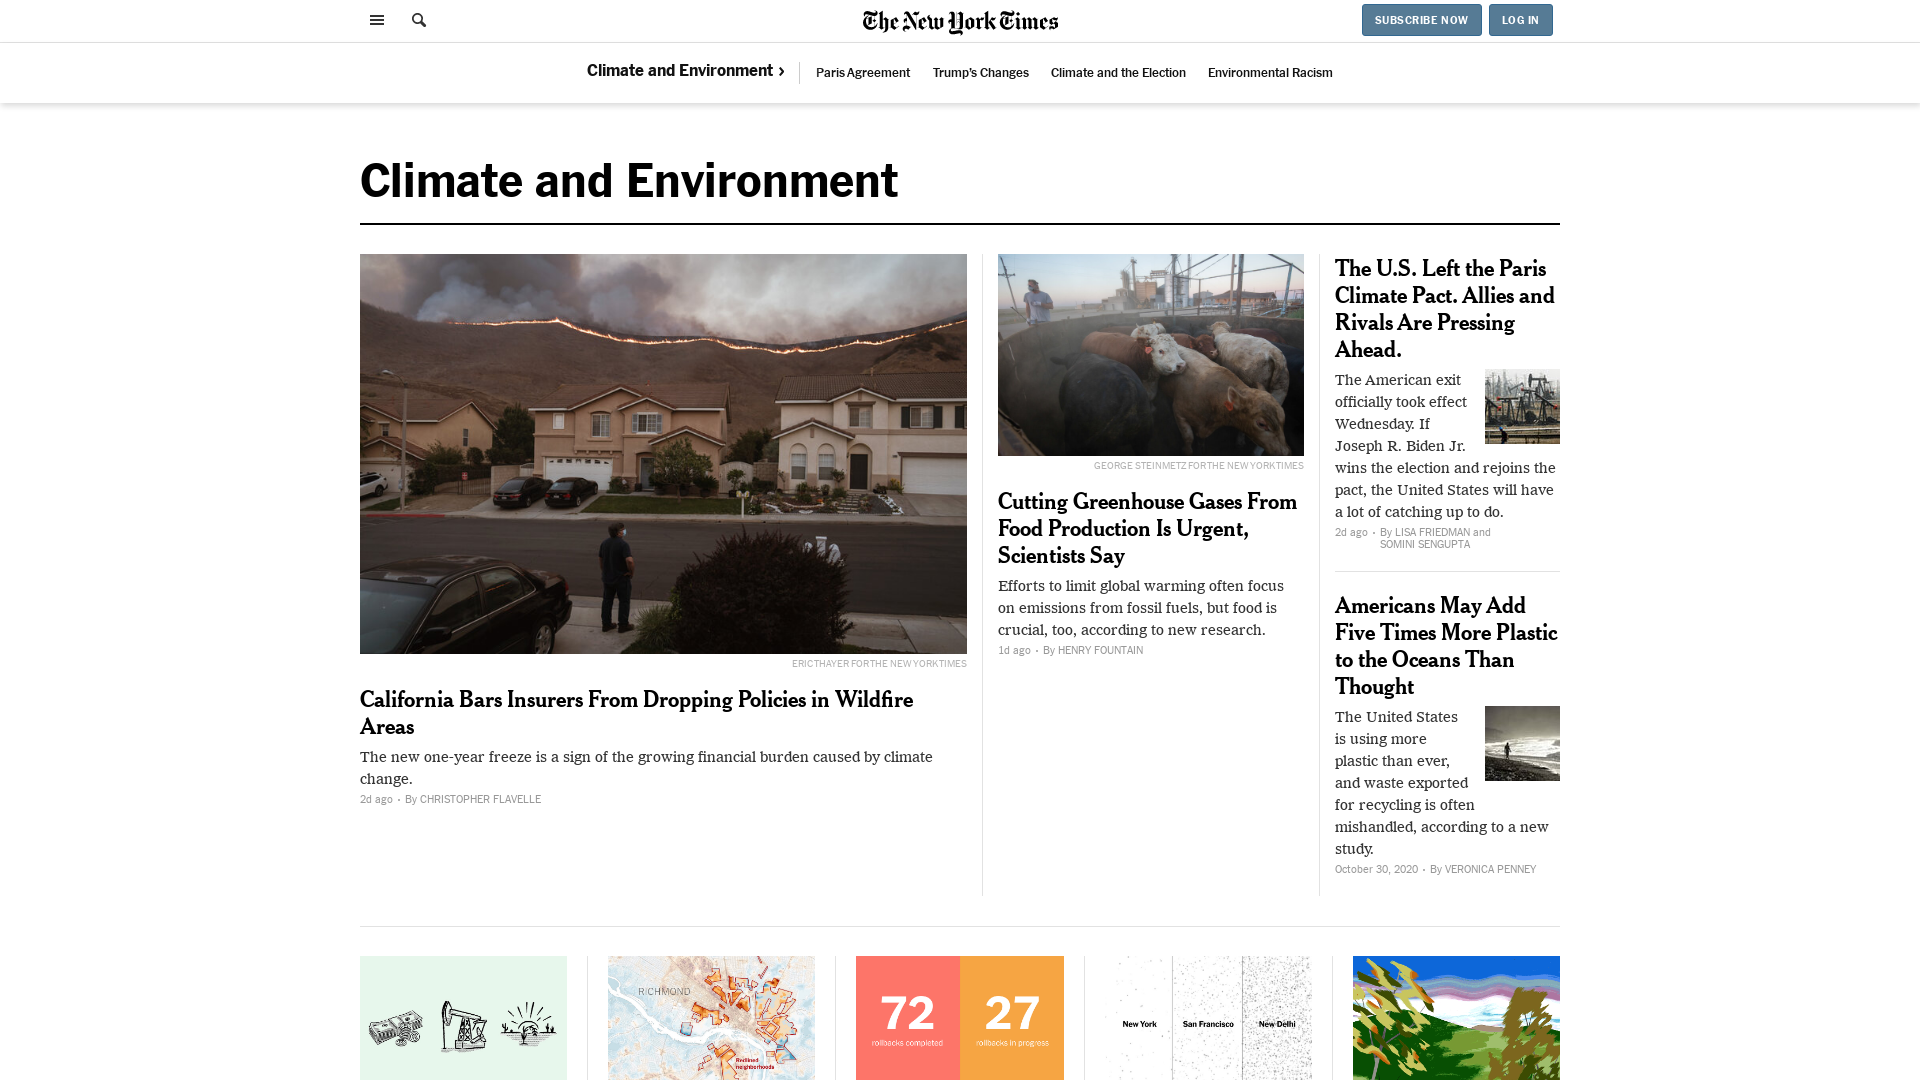 The New York Times
SUBSCRIBE NOW
LOG IN
Climate and Environment ›
Paris Agreement
Trump's Changes
Climate and the Election
Environmental Racism
Climate and Environment
ERIC THAYER FOR THE NEW YORK TIMES
California Bars Insurers From Dropping Policies in Wildfire
Areas
The new one-year freeze is a sign of the growing financial burden caused by climate
change.
2d ago • By CHRISTOPHER FLAVELLE
GEORGE STEINMETZ FOR THE NEW YORK TIMES
Cutting Greenhouse Gases From
Food Production Is Urgent,
Scientists Say
Efforts to limit global warming often focus
on emissions from fossil fuels, but food is
crucial, too, according to new research.
1d ago • By HENRY FOUNTAIN
The U.S. Left the Paris
Climate Pact. Allies and
Rivals Are Pressing
Ahead.
The American exit
officially took effect
Wednesday. If
Joseph R. Biden Jr.
wins the election and rejoins the
pact, the United States will have
a lot of catching up to do.
2d ago • By LISA FRIEDMAN and
SOMINI SENGUPTA
Americans May Add
Five Times More Plastic
to the Oceans Than
Thought
The United States
is using more
plastic than ever,
and waste exported
for recycling is often
mishandled, according to a new
study.
October 30, 2020 • By VERONICA PENNEY
RICHMOND
Redlined
neighborhoods
72
rollbacks completed
27
rollbacks in progress
New York
San Francisco
New Delhi